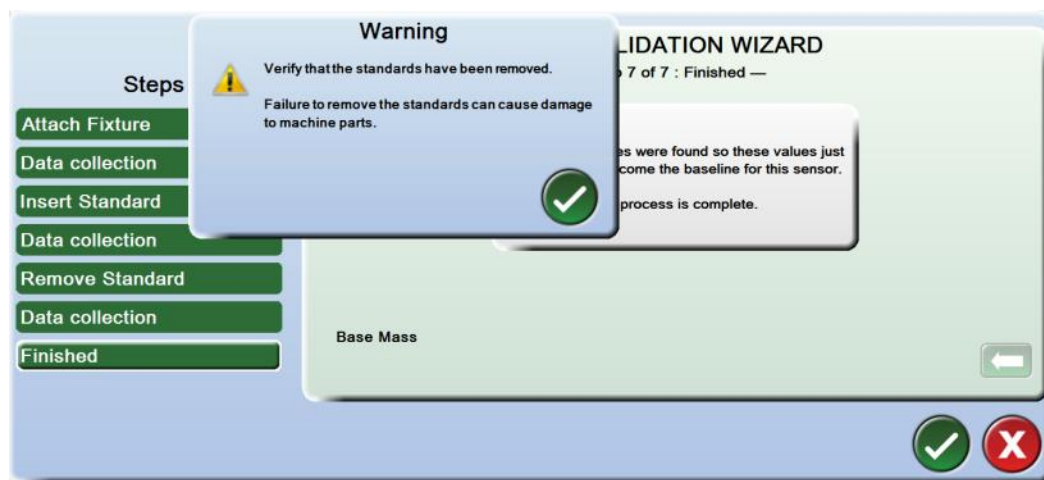 Warning
Verify that the standards have been removed.
Failure to remove the standards can cause damage
to machine parts.
Steps
Attach Fixture
Data collection
Insert Standard
Data collection
Remove Standard
Data collection
Finished
LIDATION WIZARD
7 of 7 : Finished —
es were found so these values just
come the baseline for this sensor.
process is complete.
Base Mass